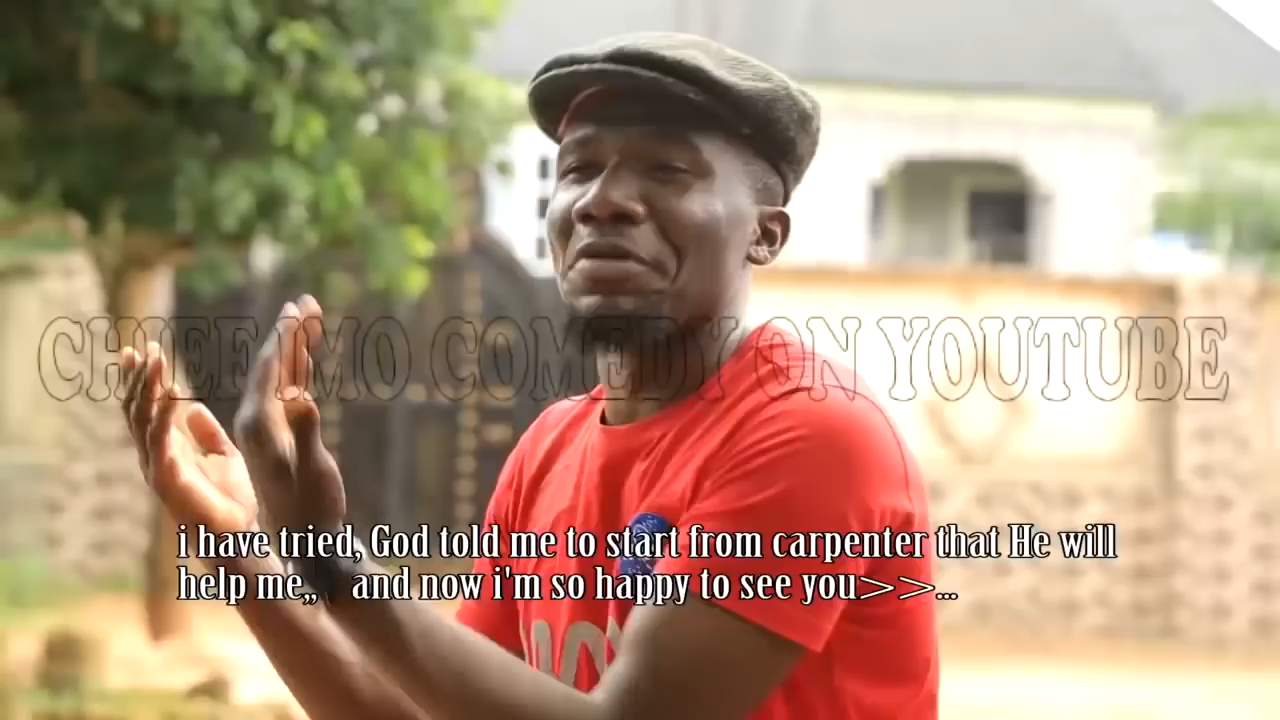 CHIEF IMO COMEDY ON YOUTUBE
i have tried, God told me to start from carpenter that He will
help me,, and now i'm so happy to see you>>...